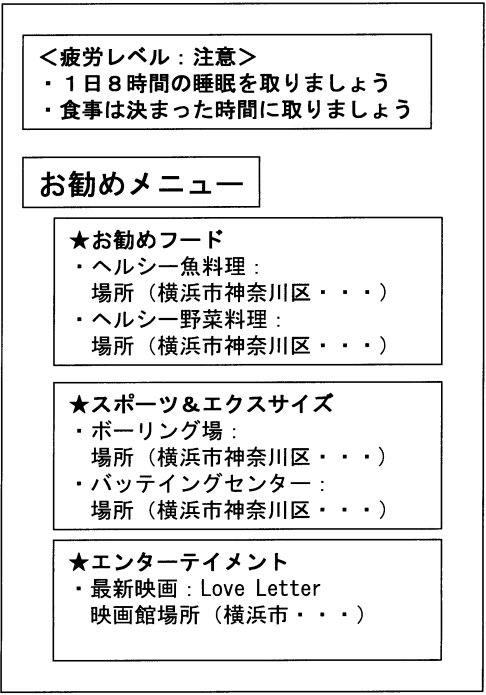 ＜疲労レベル：注意＞
・１日８時間の睡眠を取りましょう
・食事は決まった時間に取りましょう
お勧めメニュー
★お勧めフード
・ヘルシー魚料理：
場所（横浜市神奈川区・・・）
・ヘルシー野菜料理：
場所（横浜市神奈川区・・・）
★スポーツ＆エクスサイズ
・ボーリング場：
場所（横浜市神奈川区・・・）
・バッテイングセンター：
場所（横浜市神奈川区・・・）
★エンターテイメント
・最新映画：Love Letter
映画館場所（横浜市・・・）